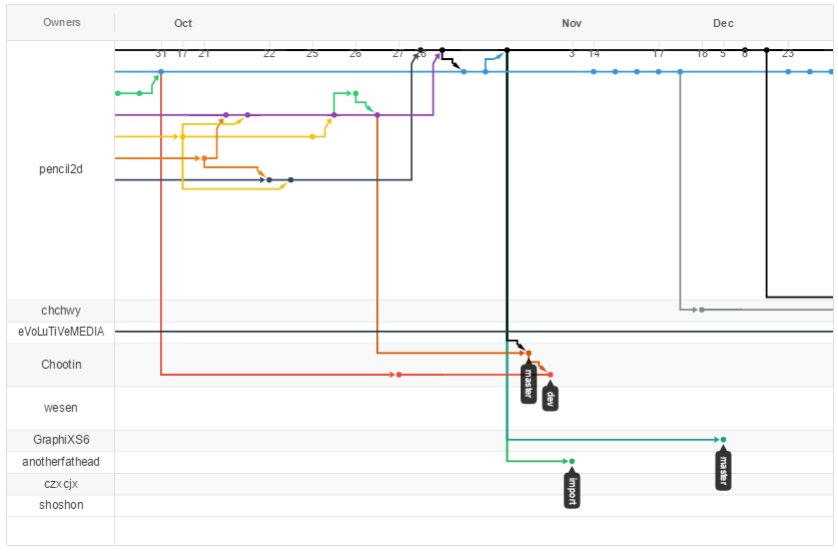 Owners Oct Nov Dec
31 17 21 22 25 26 27 28 3 14 17 18 5 8 23
pencil2d
chchwy
eVoLuTiVeMEDIA
Chootin
master
dev
wesen
GraphiXS6
master
anotherfathead
import
czxcjx
shoshon